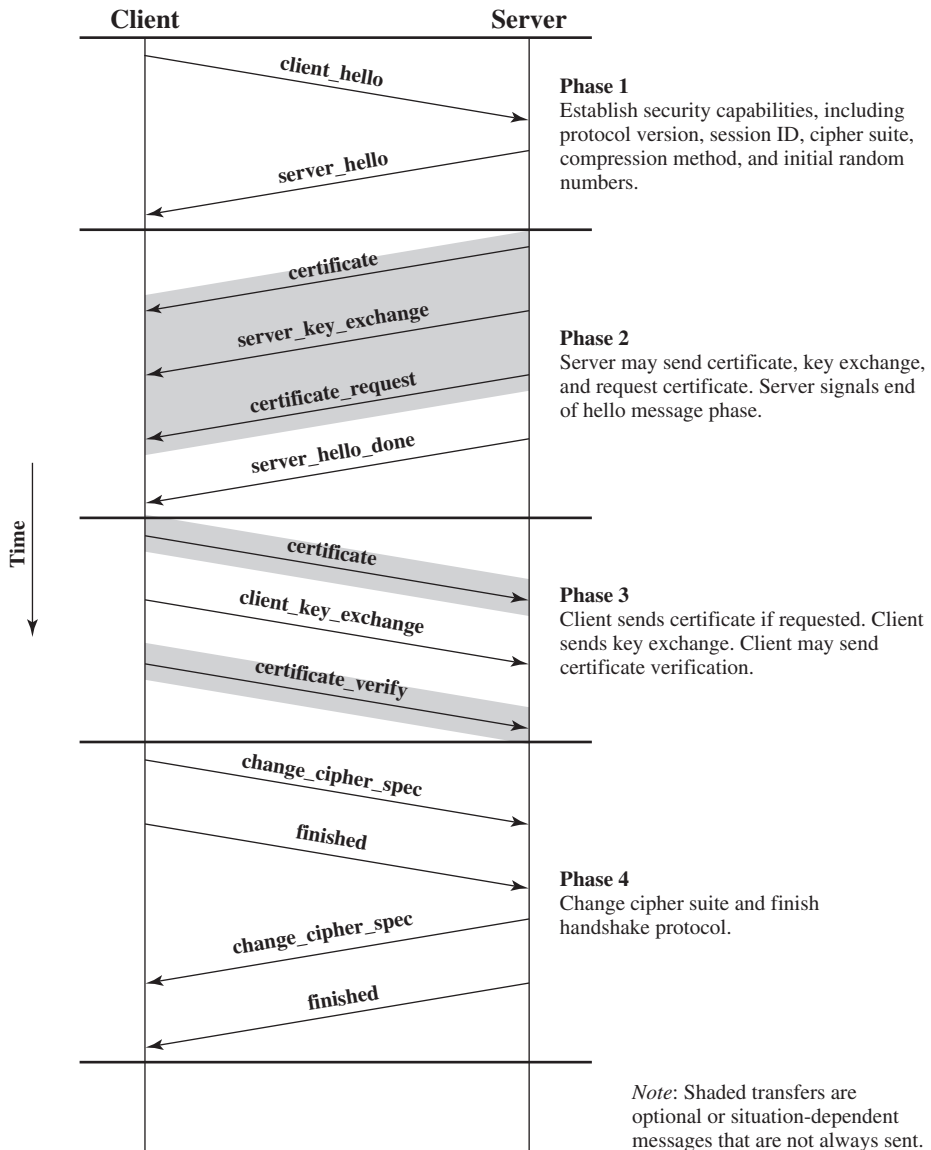 Client
Server
client_hello
server_hello
Phase 1
Establish security capabilities, including
protocol version, session ID, cipher suite,
compression method, and initial random
numbers.
certificate
server_key_exchange
certificate_request
server_hello_done
Phase 2
Server may send certificate, key exchange,
and request certificate. Server signals end
of hello message phase.
Time
certificate
client_key_exchange
certificate_verify
Phase 3
Client sends certificate if requested. Client
sends key exchange. Client may send
certificate verification.
change_cipher_spec
finished
change_cipher_spec
finished
Phase 4
Change cipher suite and finish
handshake protocol.
Note: Shaded transfers are
optional or situation-dependent
messages that are not always sent.